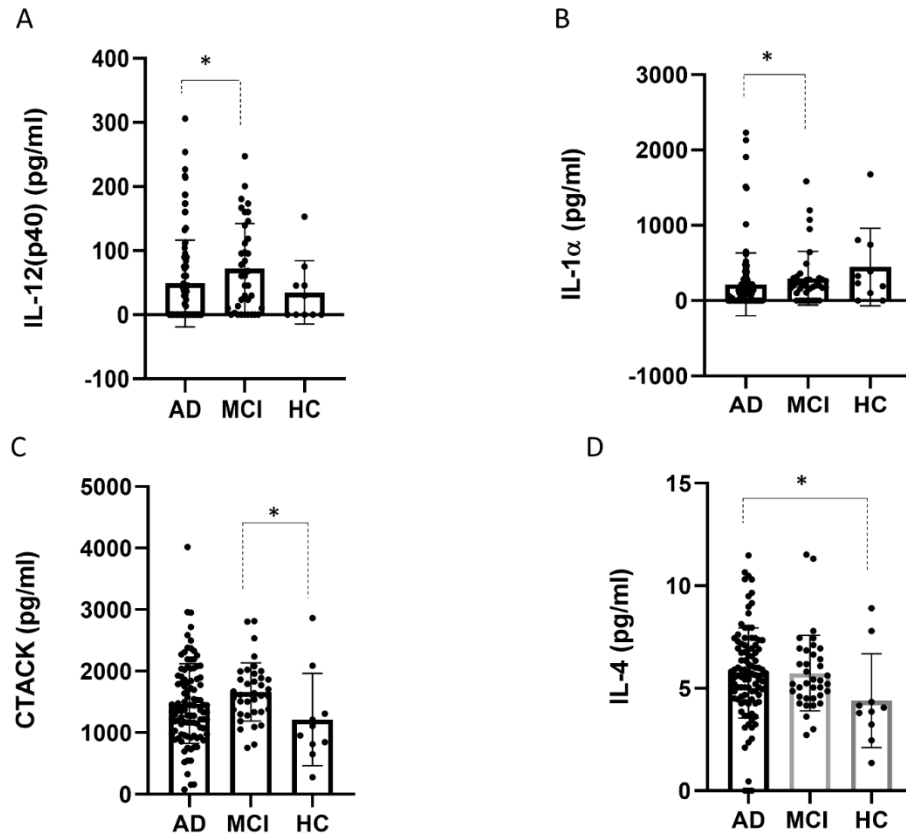 A
IL-12(p40) (pg/ml)
400
300
200
100
0
-100
*
AD MCI HC
B
IL-1α (pg/ml)
3000
2000
1000
0
-1000
*
AD MCI HC
C
CTACK (pg/ml)
5000
4000
3000
2000
1000
0
*
AD MCI HC
D
IL-4 (pg/ml)
15
10
5
0
*
AD MCI HC